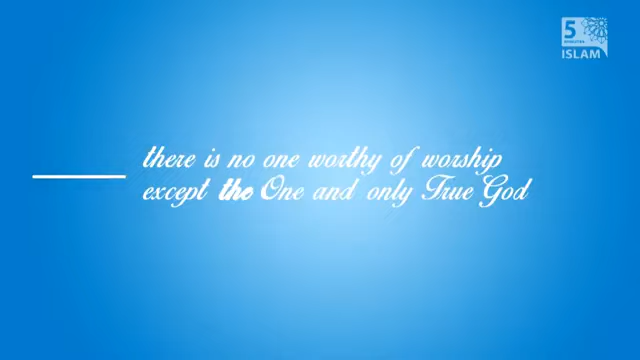 5
ISLAM
there is no one worthy of worship
except the One and only True God